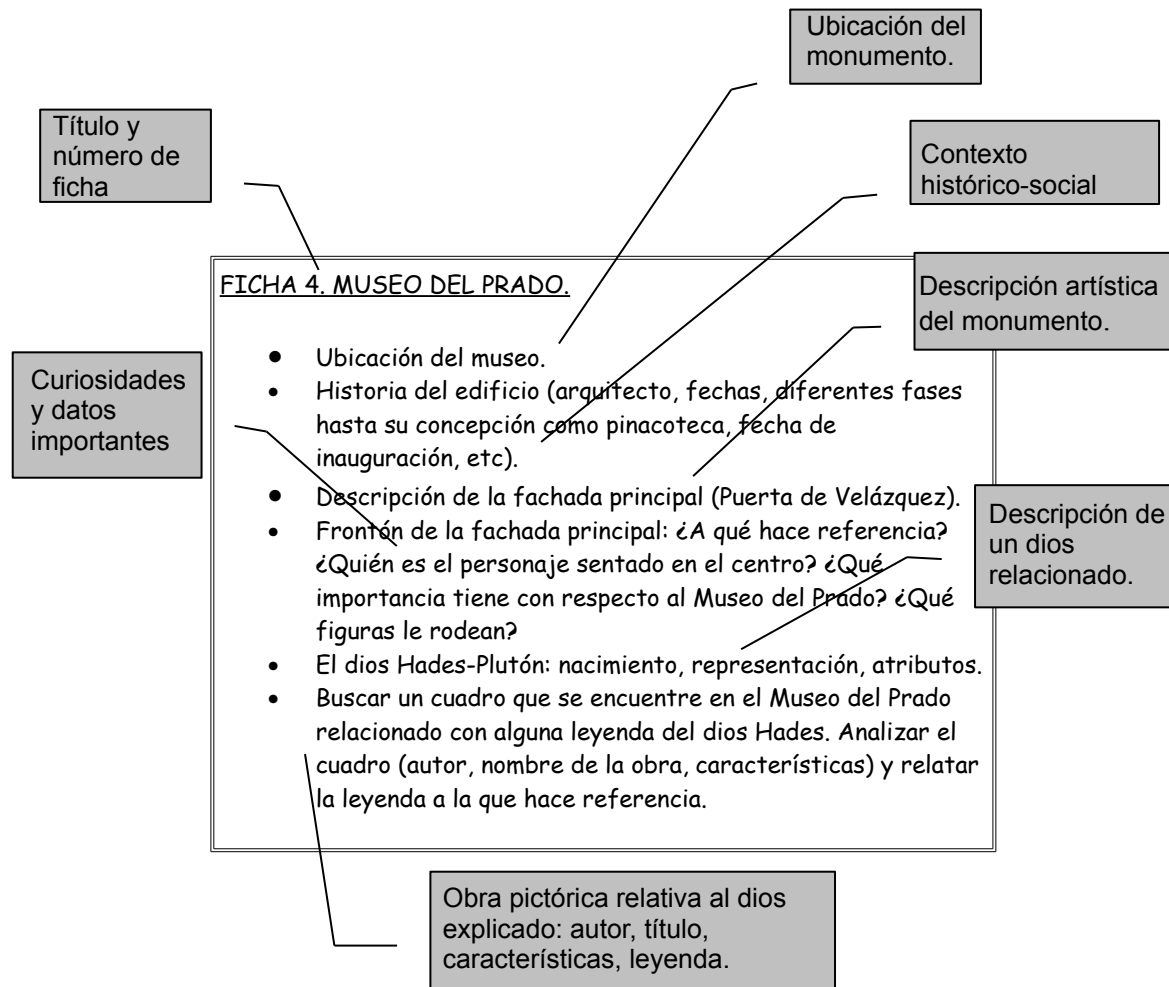 Ubicación del
monumento.
Título y
número de
ficha
Contexto
histórico-social
FICHA 4. MUSEO DEL PRADO.
Descripción artística
del monumento.
Curiosidades
y datos
importantes
• Ubicación del museo.
• Historia del edificio (arquitecto, fechas, diferentes fases
hasta su concepción como pinacoteca, fecha de
inauguración, etc).
• Descripción de la fachada principal (Puerta de Velázquez).
• Frontón de la fachada principal: ¿A qué hace referencia?
¿Quién es el personaje sentado en el centro? ¿Qué
importancia tiene con respecto al Museo del Prado? ¿Qué
figuras le rodean?
• El dios Hades-Plutón: nacimiento, representación, atributos.
• Buscar un cuadro que se encuentre en el Museo del Prado
relacionado con alguna leyenda del dios Hades. Analizar el
cuadro (autor, nombre de la obra, características) y relatar
la leyenda a la que hace referencia.
Descripción de
un dios
relacionado.
Obra pictórica relativa al dios
explicado: autor, título,
características, leyenda.